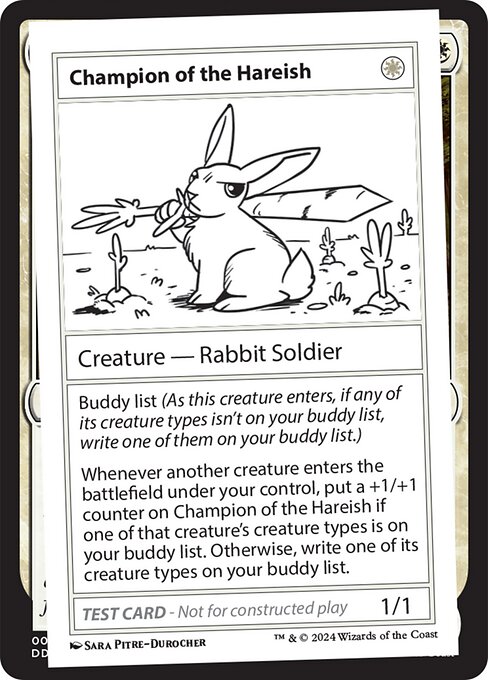 Champion of the Hareish
Creature — Rabbit Soldier
Buddy list (As this creature enters, if any of
its creature types isn't on your buddy list,
write one of them on your buddy list.)
Whenever another creature enters the
battlefield under your control, put a +1/+1
counter on Champion of the Hareish if
one of that creature's creature types is on
your buddy list. Otherwise, write one of its
creature types on your buddy list.
TEST CARD - Not for constructed play 1/1
00
DD
SARA PITRE-DUROCHER ™ & © 2024 Wizards of the Coast